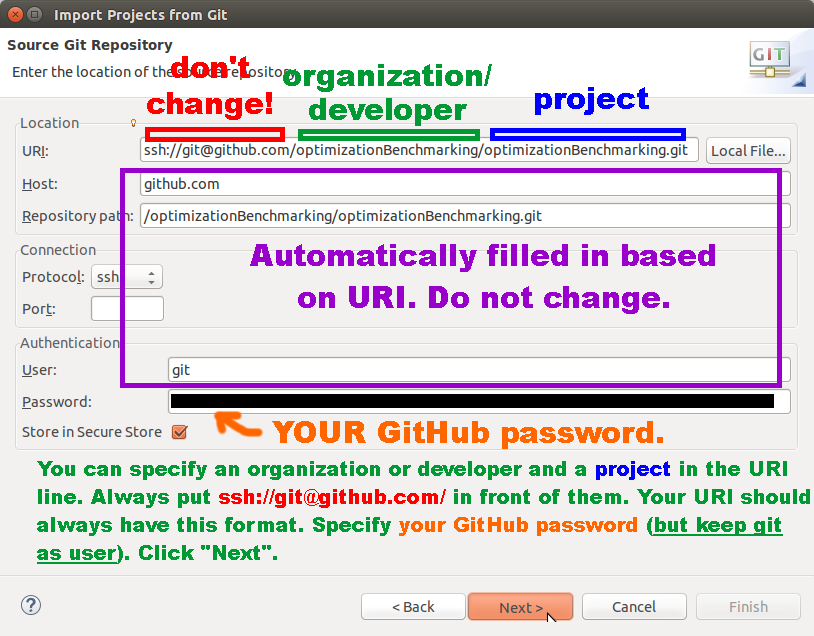 Import Projects from Git
Source Git Repository
Enter the location of the source repository.
GIT
don't
change!
organization/
developer
project
Location
URI:
ssh://git@github.com/optimizationBenchmarking/optimizationBenchmarking.git
Local File...
Host:
github.com
Repository path:
/optimizationBenchmarking/optimizationBenchmarking.git
Connection
Automatically filled in based
on URI. Do not change.
Protocol:
ssh
Port:
Authentication
User:
git
Password:
Store in Secure Store
YOUR GitHub password.
You can specify an organization or developer and a project in the URI
line. Always put ssh://git@github.com/ in front of them. Your URI should
always have this format. Specify your GitHub password (but keep git
as user). Click "Next".
?
< Back
Next >
Cancel
Finish